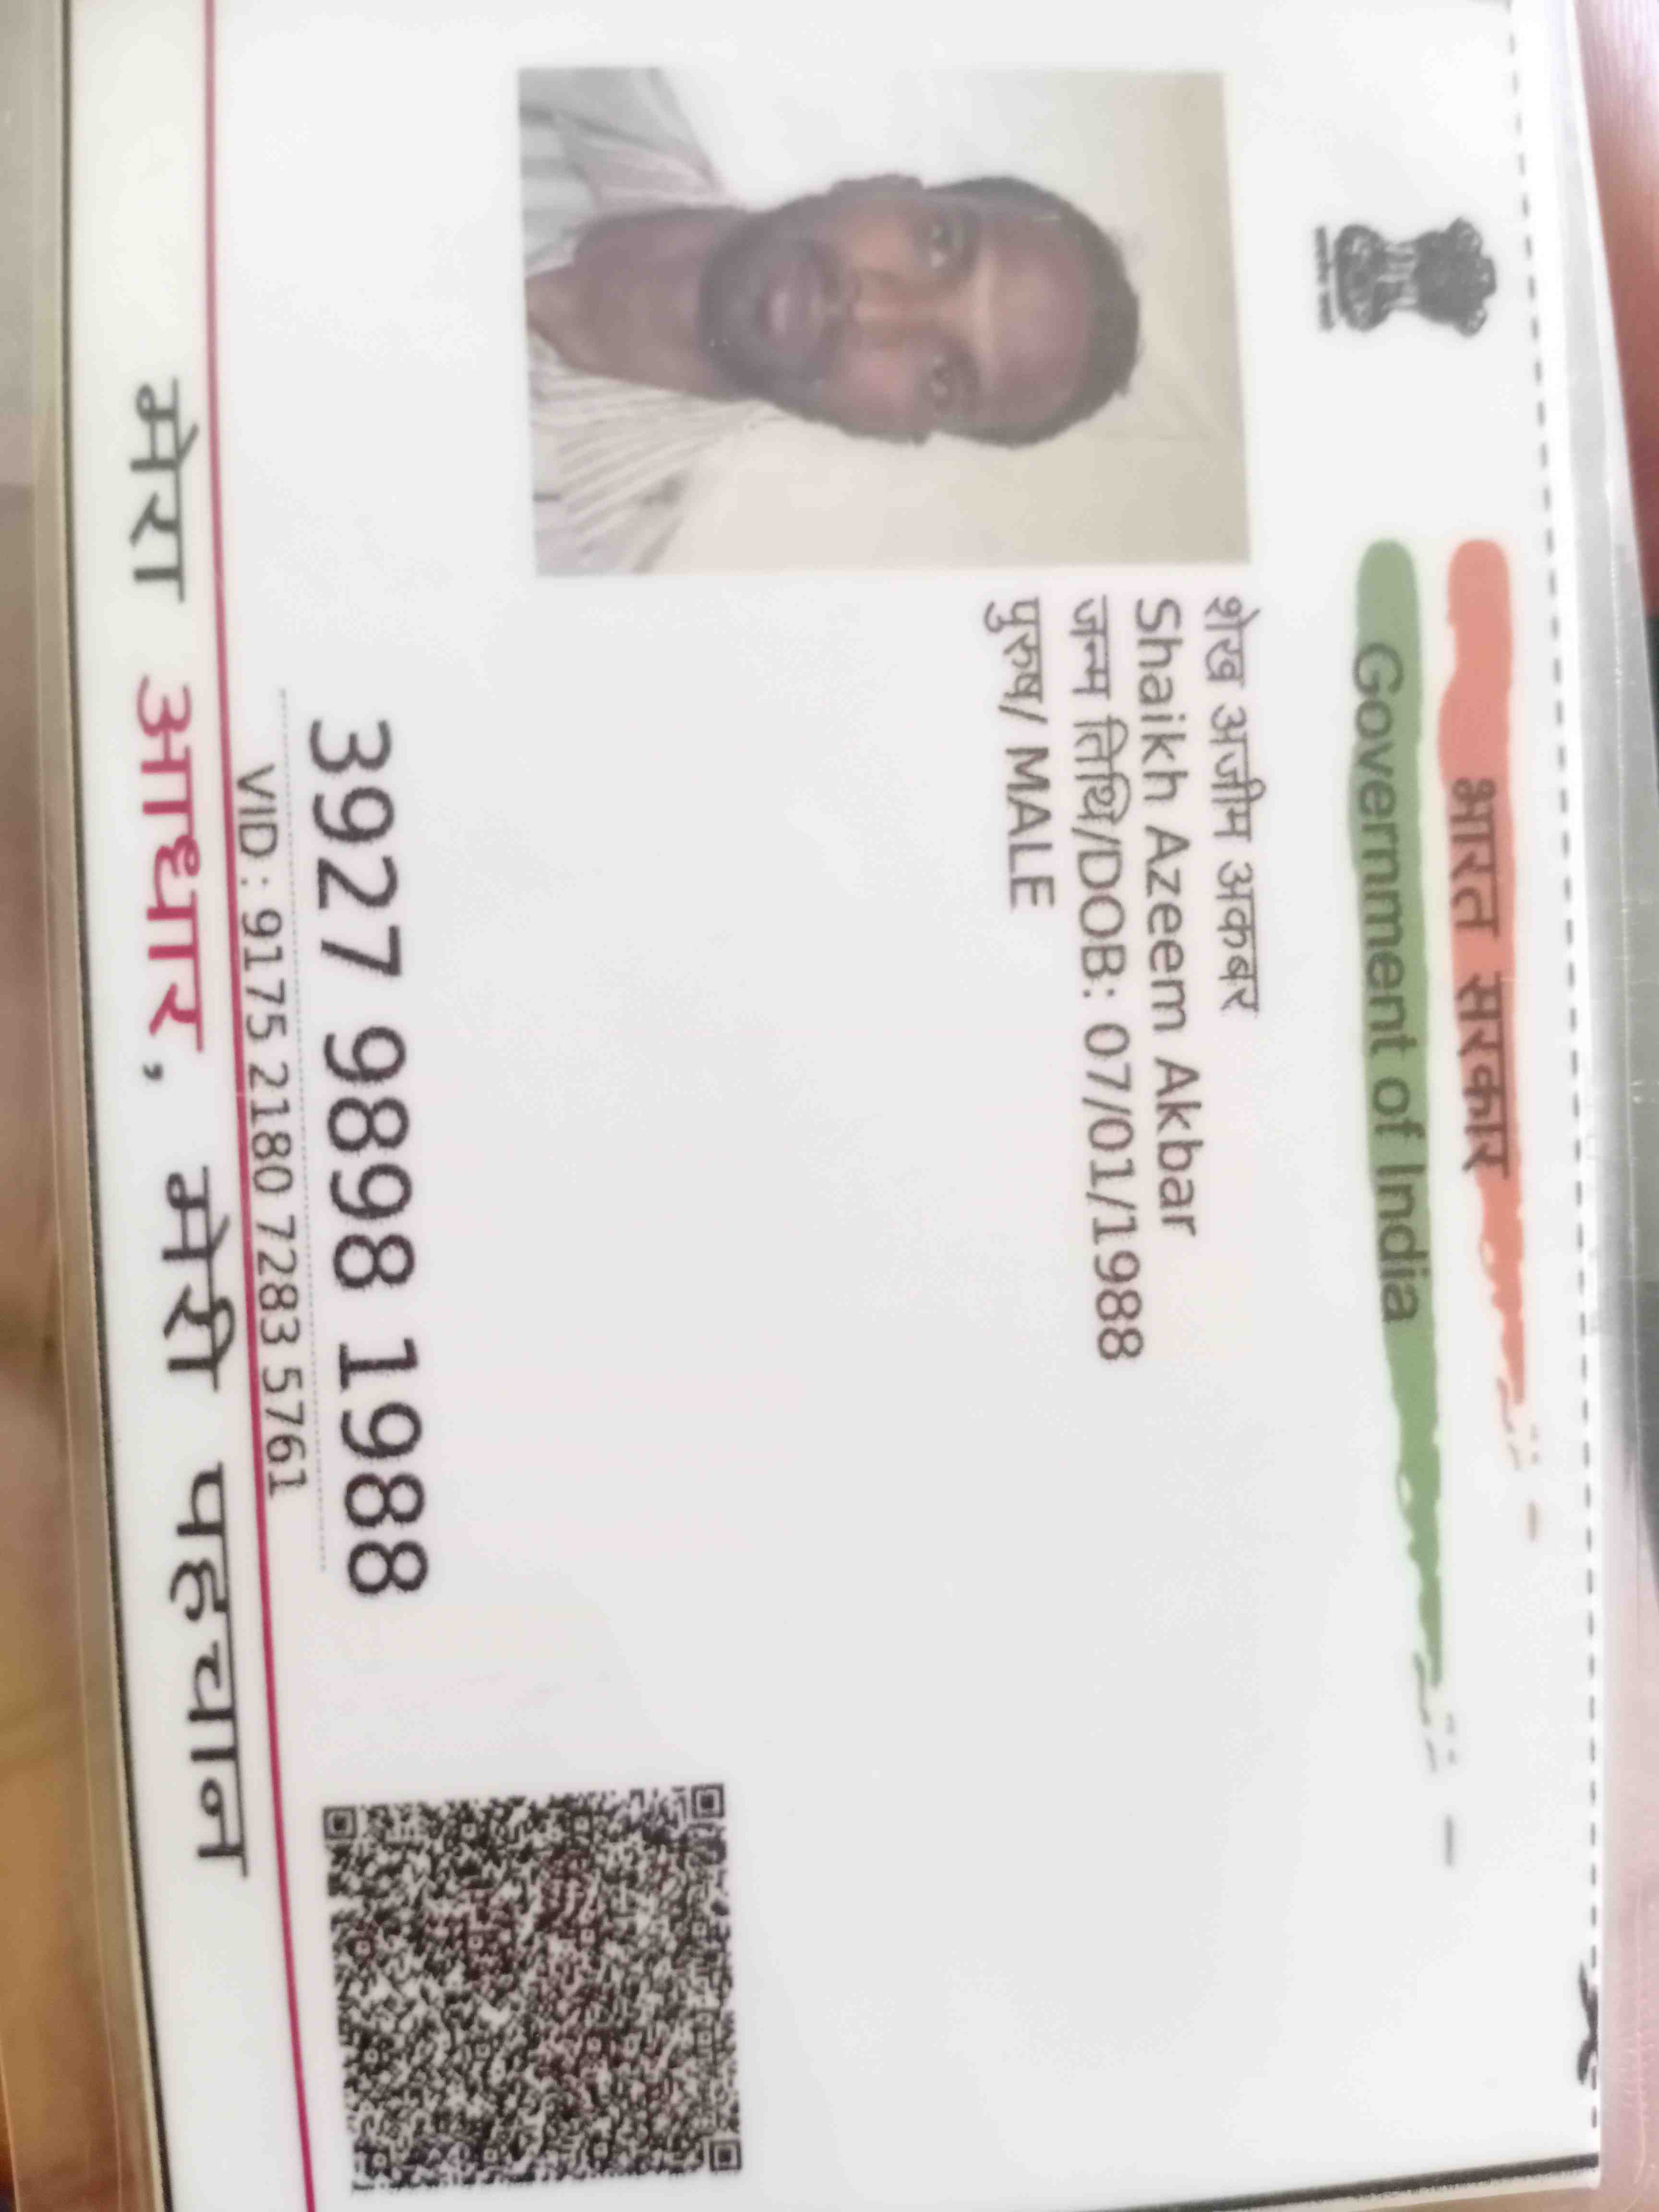 भारत सरकार
Government of India
शेख अजीम अकबर
Shaikh Azeem Akbar
जन्म तिथि/DOB: 07/01/1988
पुरुष/ MALE
3927 9898 1988
VID : 9175 2180 7283 5761
मेरा आधार, मेरी पहचान